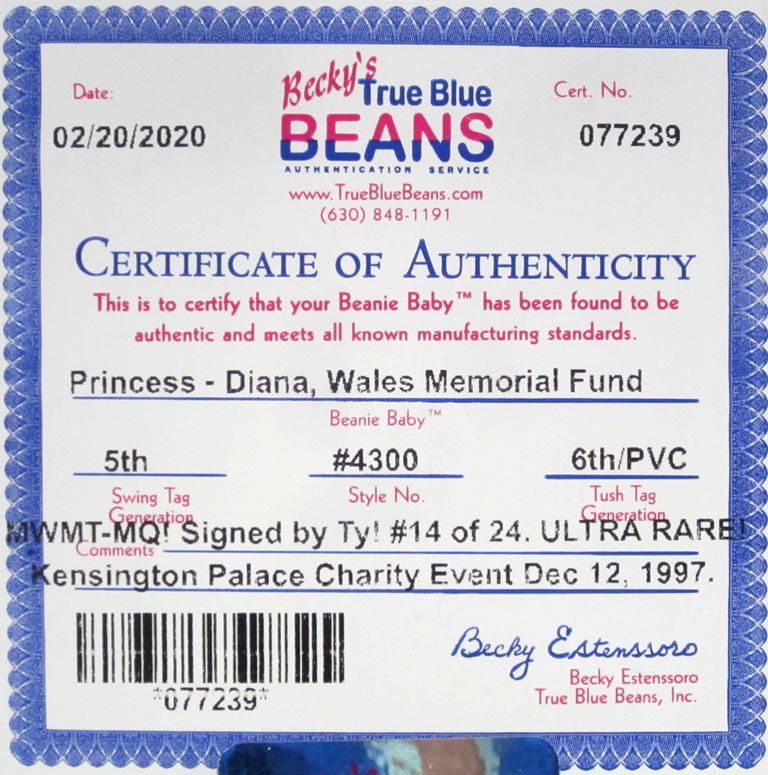 Date:
02/20/2020
Becky's
True Blue
BEANS
AUTHENTICATION SERVICE
Cert. No.
077239
www.TrueBlueBeans.com
(630) 848-1191
CERTIFICATE OF AUTHENTICITY
This is to certify that your Beanie Baby™ has been found to be
authentic and meets all known manufacturing standards.
Princess - Diana, Wales Memorial Fund
Beanie Baby™
5th #4300 6th/PVC
Swing Tag Generation
Style No.
Tush Tag Generation
MWMT-MQ! Signed by Ty! #14 of 24. ULTRA RARE!
Comments
Kensington Palace Charity Event Dec 12, 1997.
*077239*
Becky Estenssoro
Becky Estenssoro
True Blue Beans, Inc.